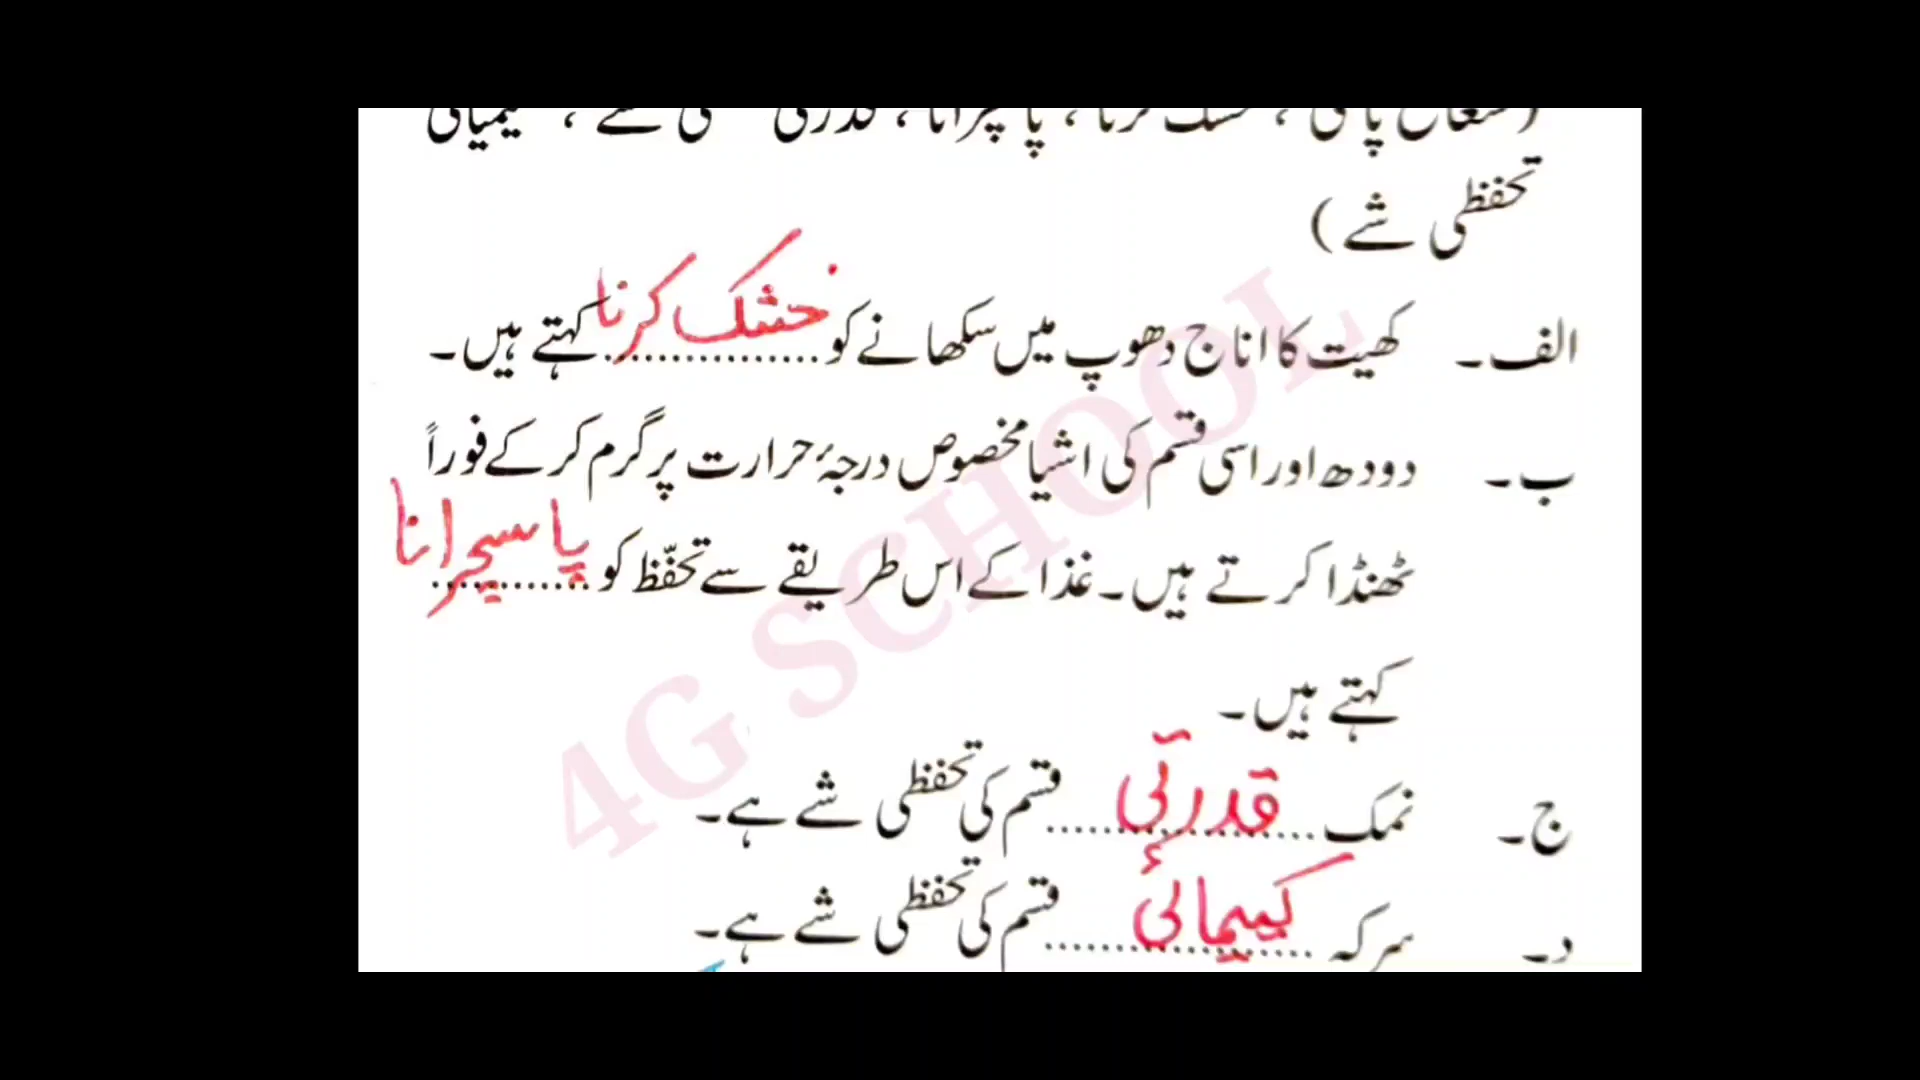 تحفظی شے)
الف۔ کھیت کا اناج دھوپ میں سکھانے کو خشک کرنا کہتے ہیں۔
ب۔ دودھ اور اسی قسم کی اشیا مخصوص درجۂ حرارت پر گرم کر کے فوراً
ٹھنڈا کرتے ہیں۔ غذا کے اس طریقے سے تحفّظ کو پاسچرانا
کہتے ہیں۔
ج۔ نمک قدرتی قسم کی تحفظی شے ہے۔
د۔ سرکہ کیمیائی قسم کی تحفظی شے ہے۔
4G SCHOOL